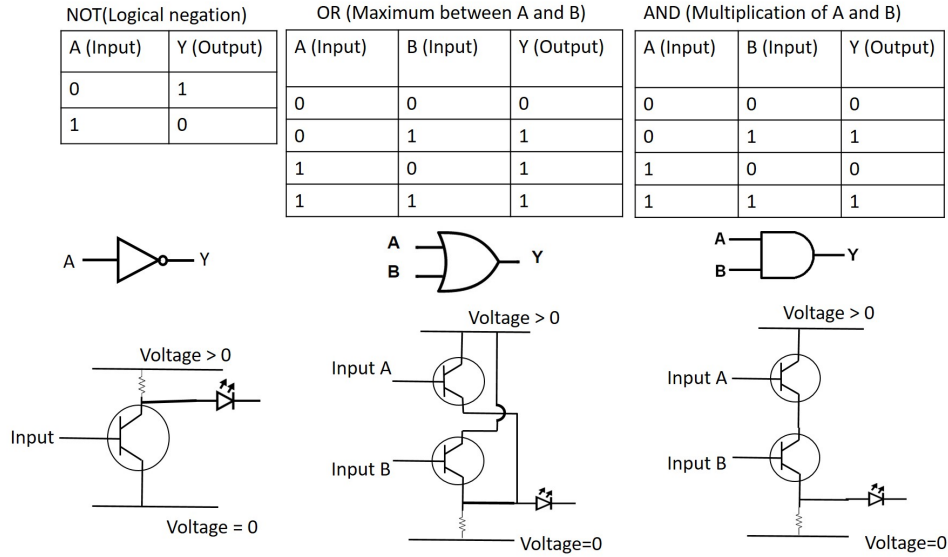 NOT(Logical negation)
A (Input) Y (Output)
0 1
1 0
OR (Maximum between A and B)
A (Input) B (Input) Y (Output)
0 0 0
0 1 1
1 0 1
1 1 1
AND (Multiplication of A and B)
A (Input) B (Input) Y (Output)
0 0 0
0 1 1
1 0 0
1 1 1
A Y
A
B
Y
A
B
Y
Voltage > 0
Input
Voltage = 0
Voltage > 0
Input A
Input B
Voltage=0
Voltage > 0
Input A
Input B
Voltage=0